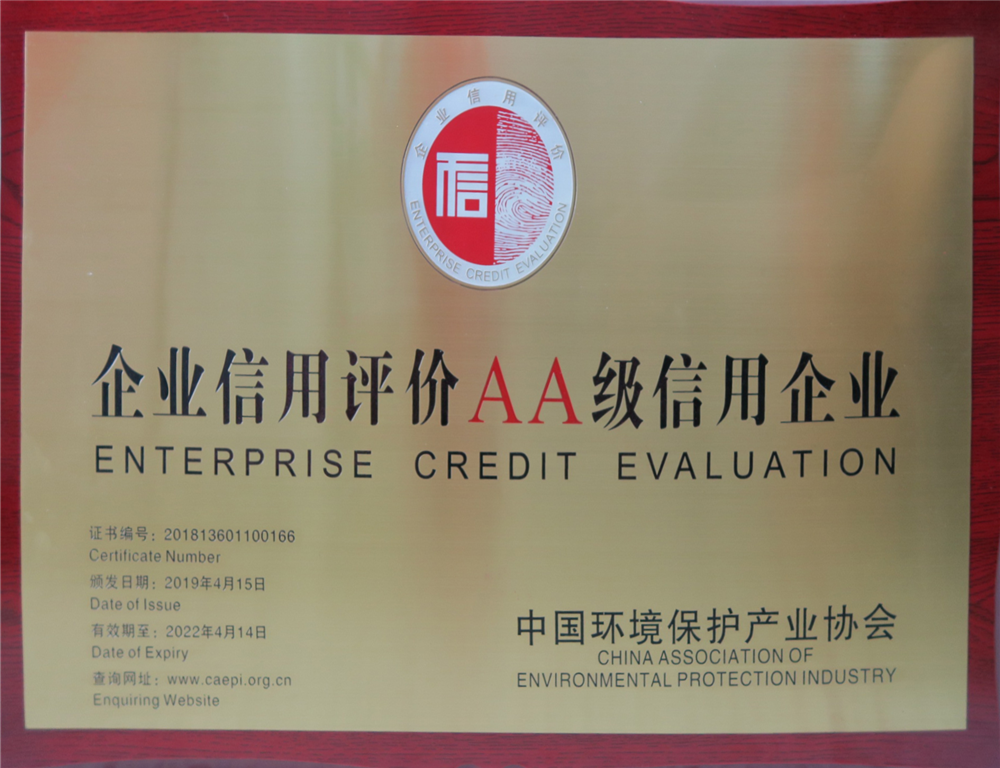 企业信用评价
信
ENTERPRISE CREDIT EVALUATION
企业信用评价AA级信用企业
ENTERPRISE CREDIT EVALUATION
证书编号：201813601100166
Certificate Number
颁发日期：2019年4月15日
Date of Issue
有效期至：2022年4月14日
Date of Expiry
查询网址：www.caepi.org.cn
Enquiring Website
中国环境保护产业协会
CHINA ASSOCIATION OF
ENVIRONMENTAL PROTECTION INDUSTRY